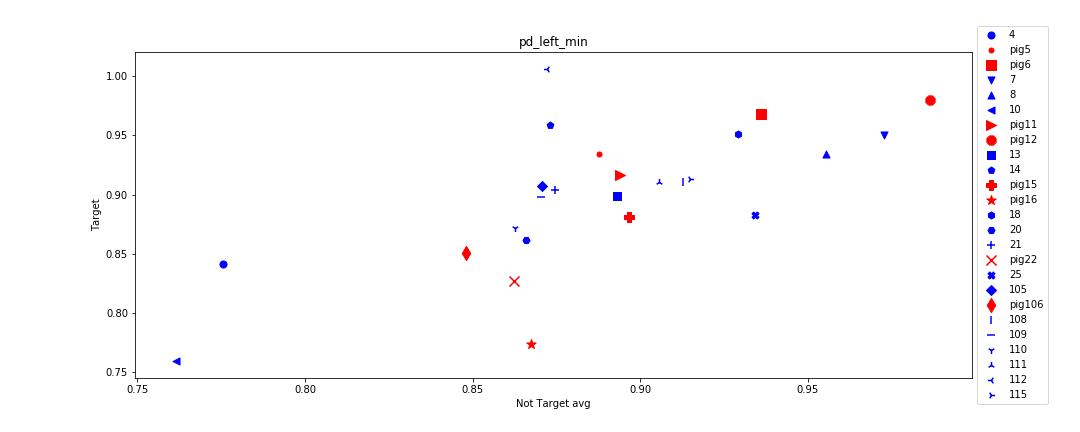 pd_left_min
Target
1.00
0.95
0.90
0.85
0.80
0.75
0.75
0.80
0.85
0.90
0.95
Not Target avg
4
pig5
pig6
7
8
10
pig11
pig12
13
14
pig15
pig16
18
20
21
pig22
25
105
pig106
108
109
110
111
112
115